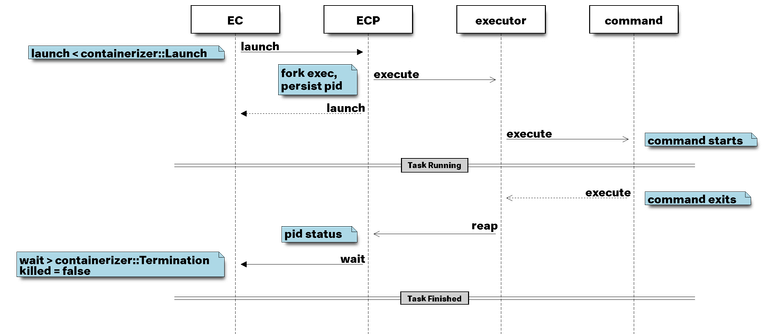 EC
ECP
executor
command
launch < containerizer::Launch
launch
fork exec,
persist pid
execute
launch
execute
command starts
Task Running
execute
command exits
reap
pid status
wait > containerizer::Termination
killed = false
wait
Task Finished